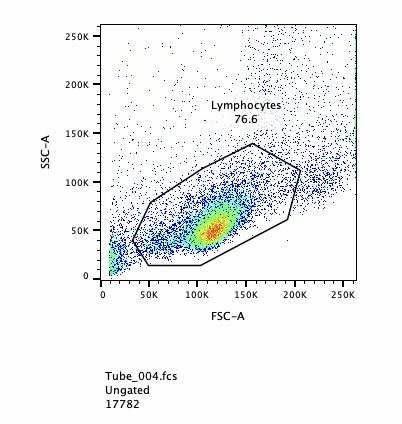 250K
200K
150K
100K
50K
0
SSC-A
Lymphocytes
76.6
0 50K 100K 150K 200K 250K
FSC-A
Tube_004.fcs
Ungated
17782